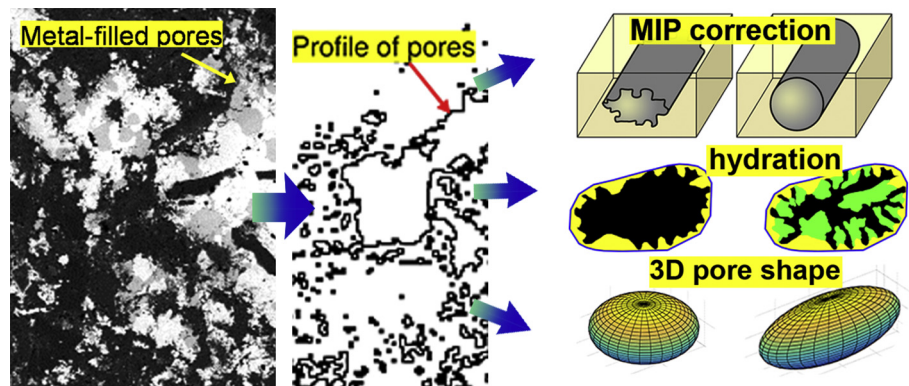 Metal-filled pores
Profile of pores
MIP correction
hydration
3D pore shape